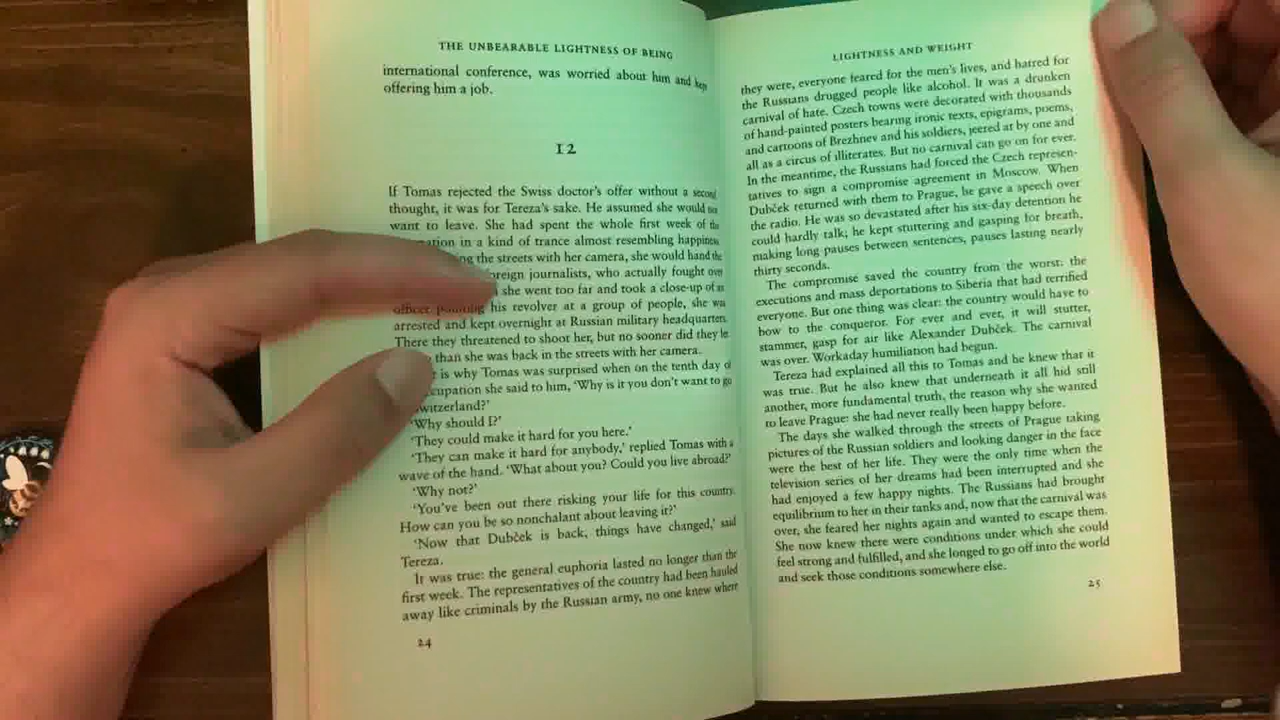 THE UNBEARABLE LIGHTNESS OF BEING
international conference, was worried about him and kept
offering him a job.
12
If Tomas rejected the Swiss doctor's offer without a second
thought, it was for Tereza's sake. He assumed she would not
want to leave. She had spent the whole first week of the
in a kind of trance almost resembling happiness.
the streets with her camera, she would hand the
foreign journalists, who actually fought over
she went too far and took a close-up of an
officer pointing his revolver at a group of people, she was
arrested and kept overnight at Russian military headquarters.
There they threatened to shoot her, but no sooner did they let
than she was back in the streets with her camera.
is why Tomas was surprised when on the tenth day of
she said to him, 'Why is it you don't want to go
Switzerland?'
'Why should I?'
'They could make it hard for you here.'
'They can make it hard for anybody,' replied Tomas with a
wave of the hand. 'What about you? Could you live abroad?'
'Why not?'
'You've been out there risking your life for this country.
How can you be so nonchalant about leaving it?'
'Now that Dubček is back, things have changed,' said
Tereza.
It was true: the general euphoria lasted no longer than the
first week. The representatives of the country had been hauled
away like criminals by the Russian army, no one knew where
24
LIGHTNESS AND WEIGHT
they were, everyone feared for the men's lives, and hatred for
the Russians drugged people like alcohol. It was a drunken
carnival of hate. Czech towns were decorated with thousands
of hand-painted posters bearing ironic texts, epigrams, poems,
and cartoons of Brezhnev and his soldiers, jeered at by one and
all as a circus of illiterates. But no carnival can go on for ever.
In the meantime, the Russians had forced the Czech represen-
tatives to sign a compromise agreement in Moscow. When
Dubček returned with them to Prague, he gave a speech over
the radio. He was so devastated after his six-day detention he
could hardly talk; he kept stuttering and gasping for breath,
making long pauses between sentences, pauses lasting nearly
thirty seconds.
The compromise saved the country from the worst: the
executions and mass deportations to Siberia that had terrified
everyone. But one thing was clear: the country would have to
bow to the conqueror. For ever and ever, it will stutter,
stammer, gasp for air like Alexander Dubček. The carnival
was over. Workaday humiliation had begun.
Tereza had explained all this to Tomas and he knew that it
was true. But he also knew that underneath it all hid still
another, more fundamental truth, the reason why she wanted
to leave Prague: she had never really been happy before.
The days she walked through the streets of Prague taking
pictures of the Russian soldiers and looking danger in the face
were the best of her life. They were the only time when the
television series of her dreams had been interrupted and she
had enjoyed a few happy nights. The Russians had brought
equilibrium to her in their tanks and, now that the carnival was
over, she feared her nights again and wanted to escape them.
She now knew there were conditions under which she could
feel strong and fulfilled, and she longed to go off into the world
and seek those conditions somewhere else.
25